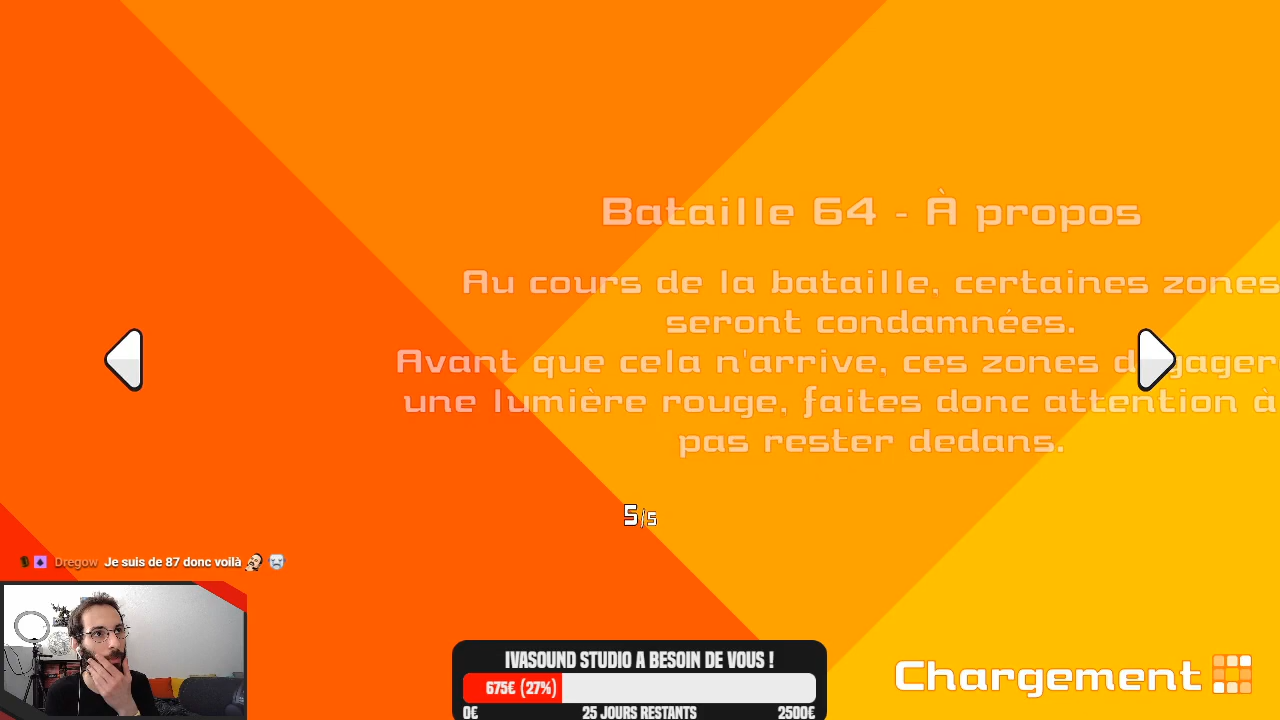 Bataille 64 - À propos
Au cours de la bataille, certaines zones
seront condamnées.
Avant que cela n'arrive, ces zones
une lumière rouge, faites donc attention à
pas rester dedans.
5/5
Dregow Je suis de 87 donc voilà
IVASOUND STUDIO A BESOIN DE VOUS !
675€ (27%)
0€ 25 JOURS RESTANTS 2500€
Chargement